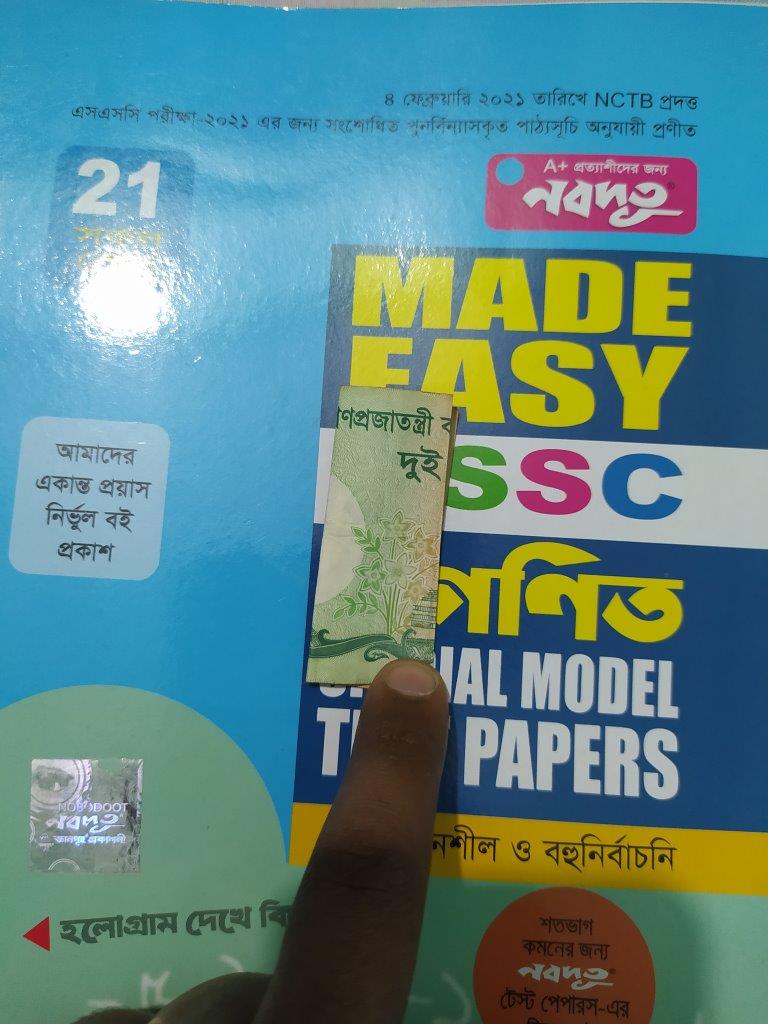 ৪ ফেব্রুয়ারি ২০২১ তারিখে NCTB প্রদত্ত
এসএসসি পরীক্ষা-২০২১ এর জন্য সংশোধিত পুনর্বিন্যাসকৃত পাঠ্যসূচি অনুযায়ী প্রণীত
21
সকল
A+ প্রত্যাশীদের জন্য
নবদূত
MADE
EASY
ণপ্রজাতন্ত্রী ব
দুই
SSC
আমাদের
একান্ত প্রয়াস
নির্ভুল বই
প্রকাশ
গণিত
MODEL
PAPERS
নশীল ও বহুনির্বাচনি
NOBODOOT
নবদূত
হলোগ্রাম দেখে
শতভাগ
কমনের জন্য
নবদূত
টেস্ট পেপারস-এর